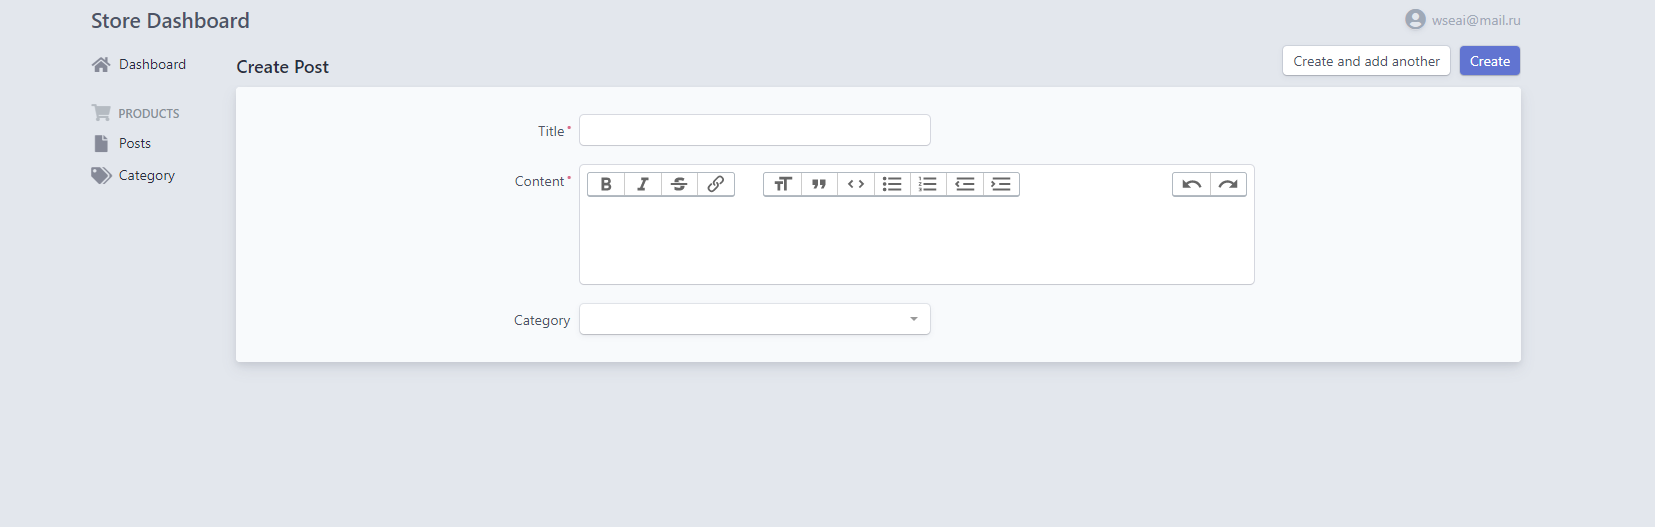 Store Dashboard
wseai@mail.ru
Dashboard
PRODUCTS
Posts
Category
Create Post
Create and add another
Create
Title*
Content*
Category